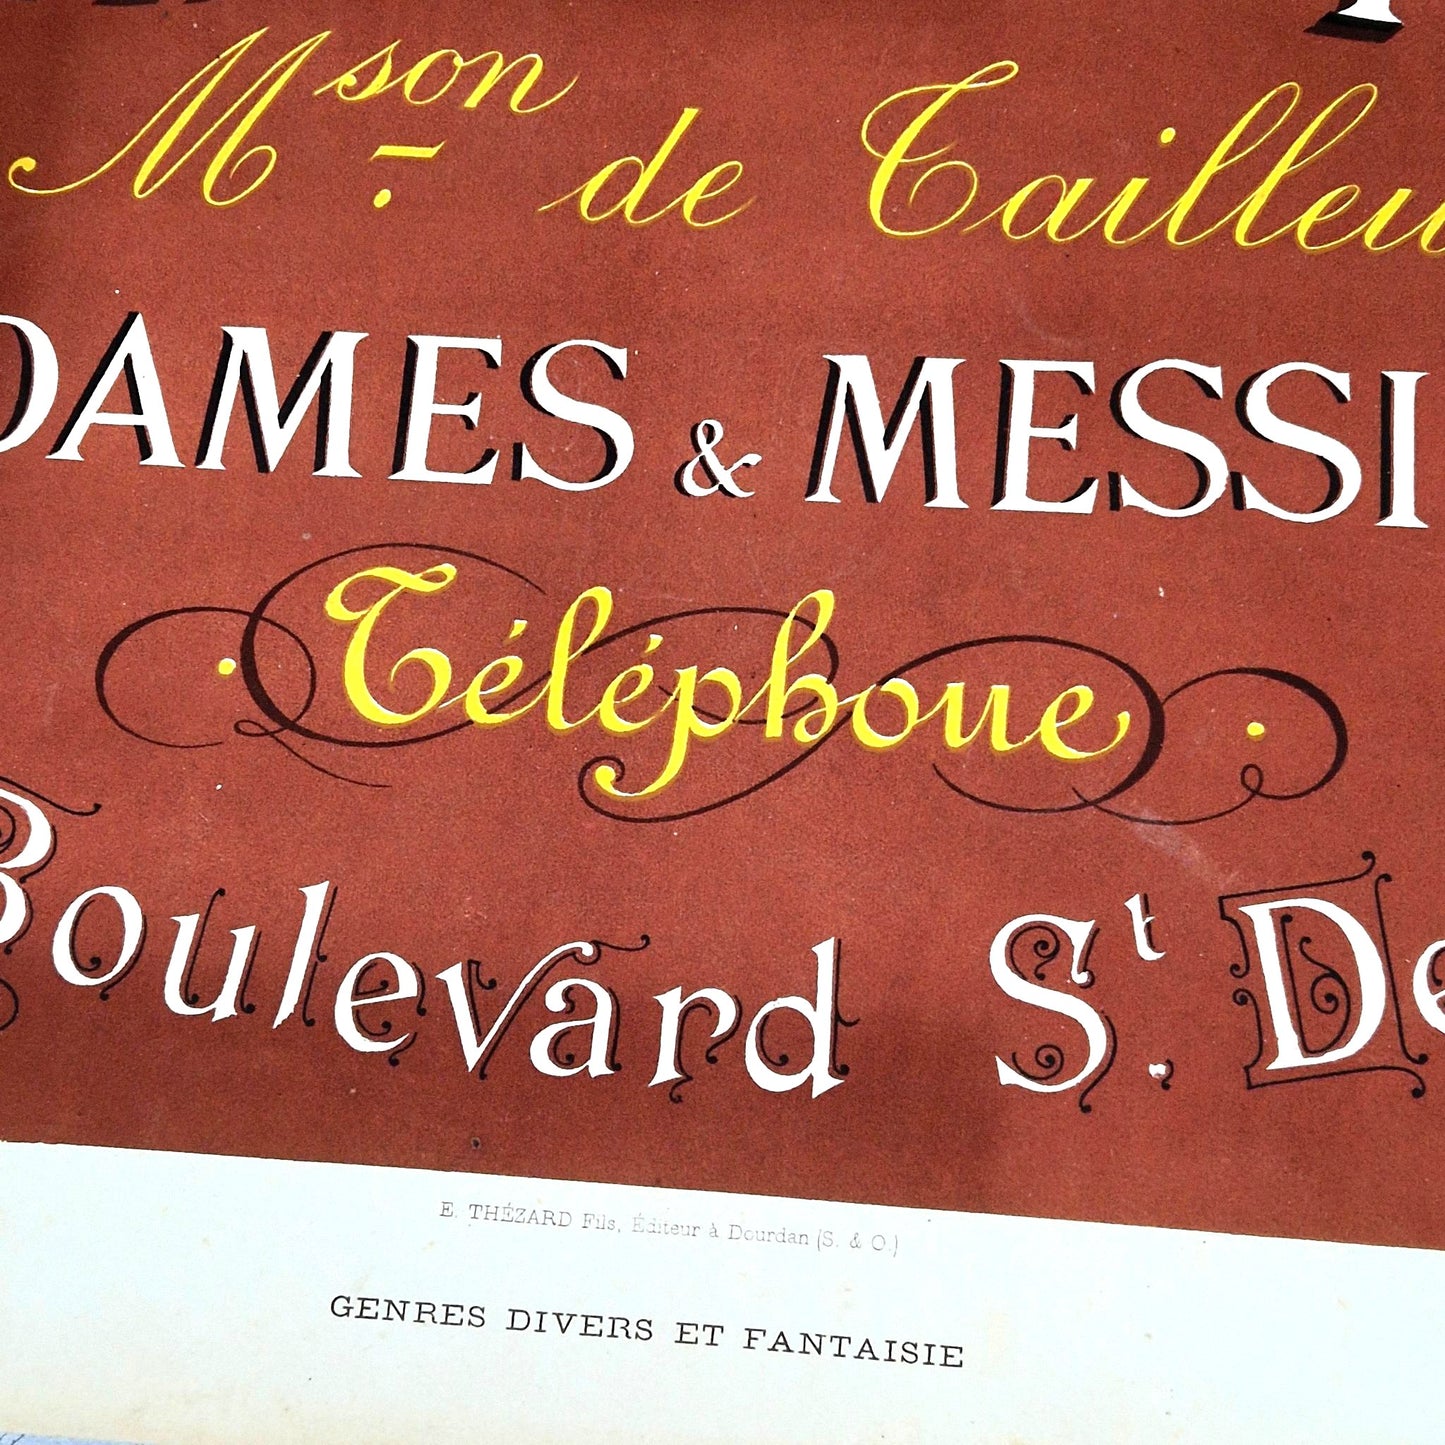 Mson. de Tailleu
DAMES & MESSI
Téléphone
Boulevard St. De
E. THÉZARD Fils, Éditeur à Dourdan (S. & O.)
GENRES DIVERS ET FANTAISIE